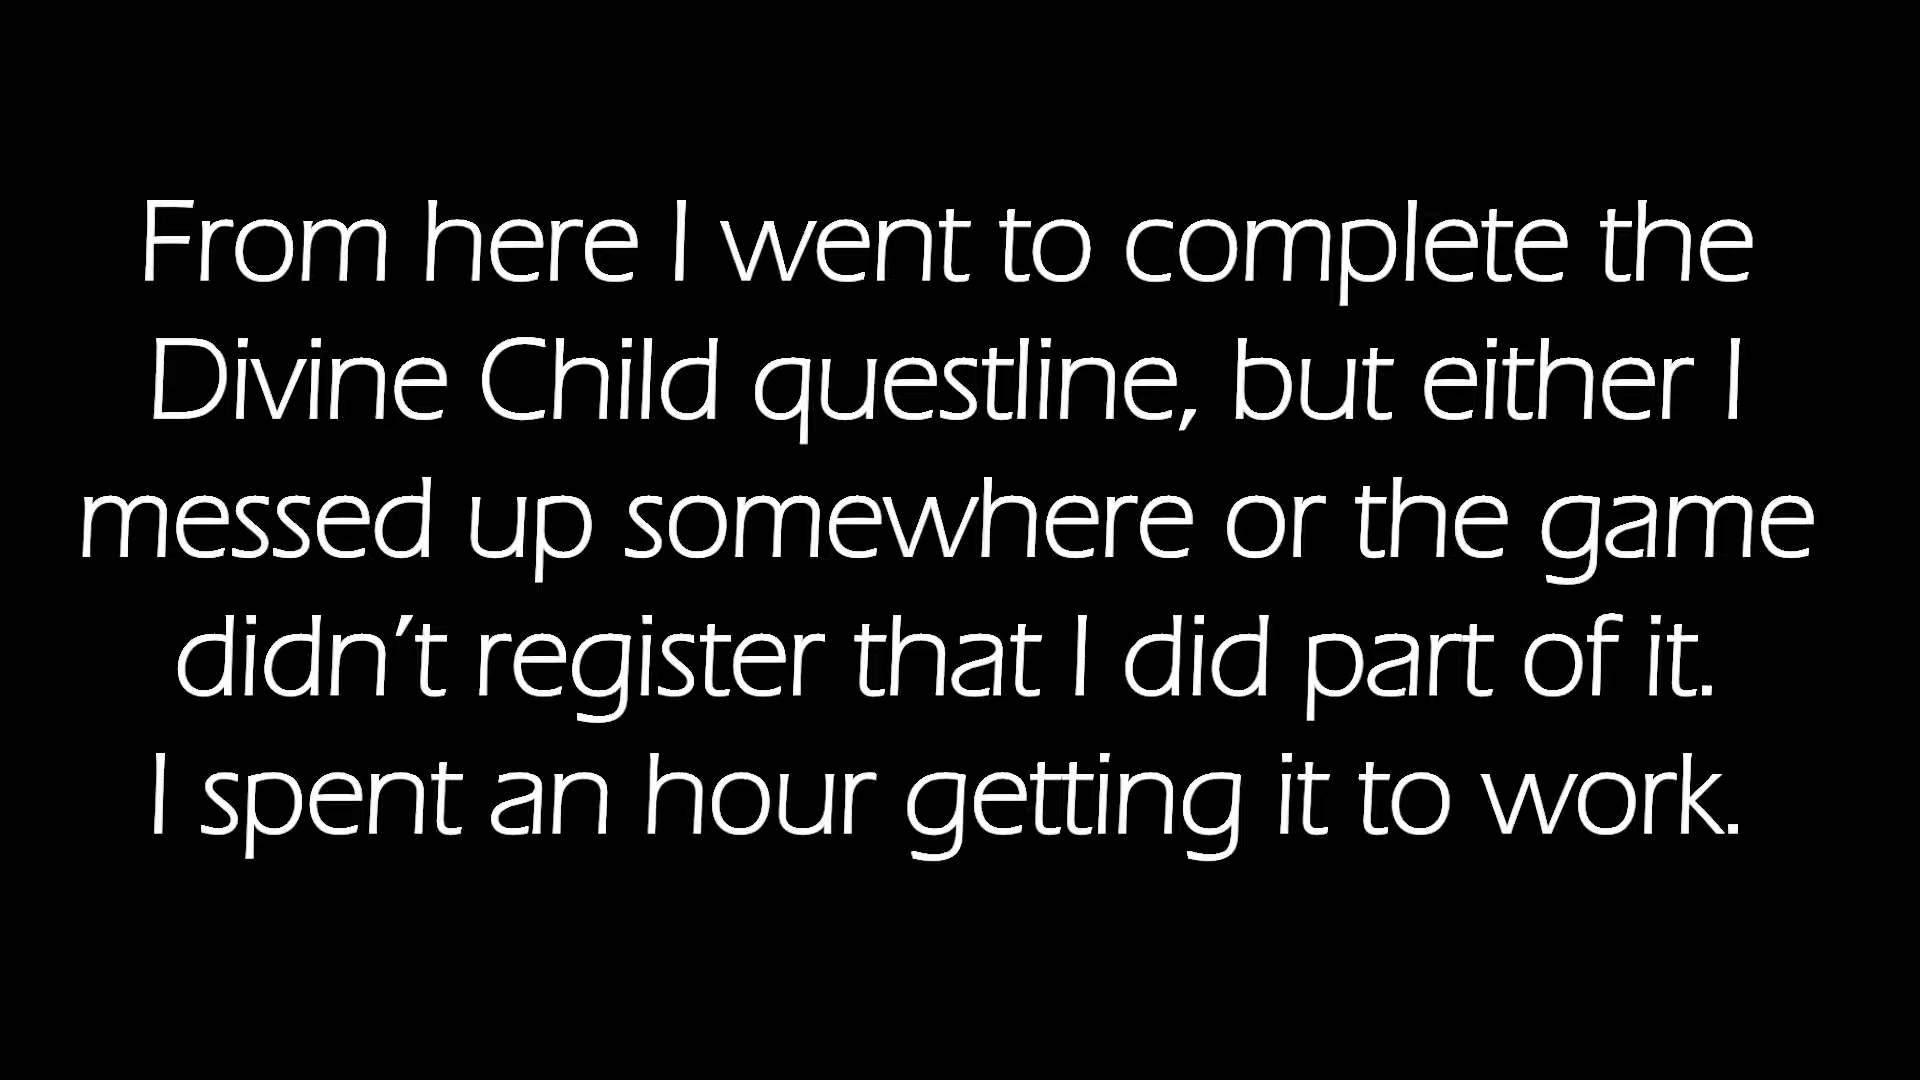 From here I went to complete the
Divine Child questline, but either I
messed up somewhere or the game
didn’t register that I did part of it.
I spent an hour getting it to work.